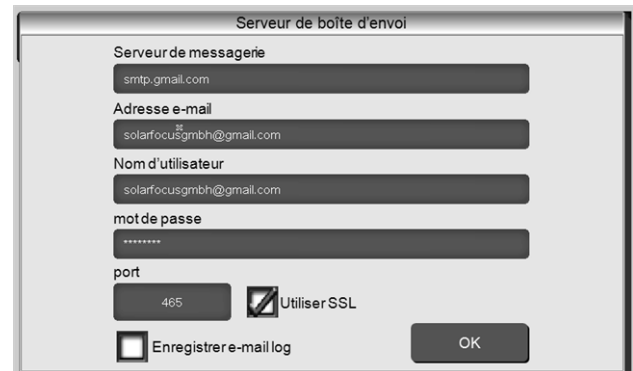 Serveur de boîte d'envoi
Serveur de messagerie
smtp.gmail.com
Adresse e-mail
solarfocusgmbh@gmail.com
Nom d'utilisateur
solarfocusgmbh@gmail.com
mot de passe
********
port
465 Utiliser SSL
Enregistrer e-mail log OK